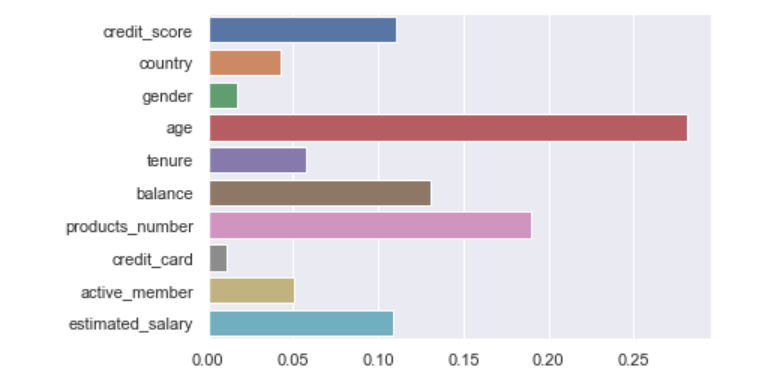 credit_score
country
gender
age
tenure
balance
products_number
credit_card
active_member
estimated_salary
0.00 0.05 0.10 0.15 0.20 0.25